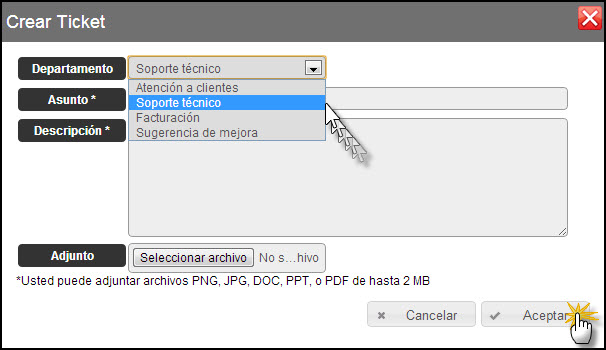 Crear Ticket
Departamento Soporte técnico
Atención a clientes
Asunto *
Soporte técnico
Facturación
Descripción *
Sugerencia de mejora
Adjunto Seleccionar archivo No s...hivo
*Usted puede adjuntar archivos PNG, JPG, DOC, PPT, o PDF de hasta 2 MB
Cancelar Aceptar